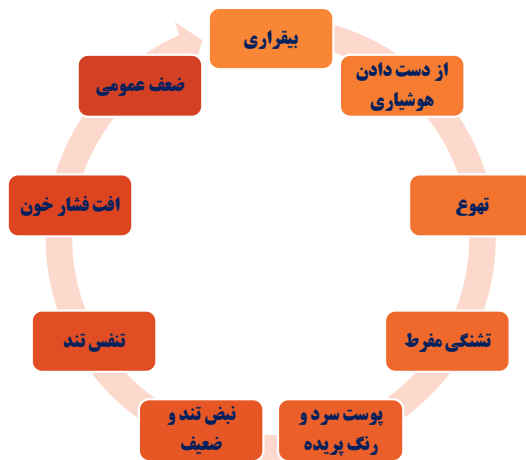 بیقراری
از دست دادن
هوشیاری
تهوع
تشنگی مفرط
پوست سرد و
رنگ پریده
نبض تند و
ضعیف
تنفس تند
افت فشار خون
ضعف عمومی